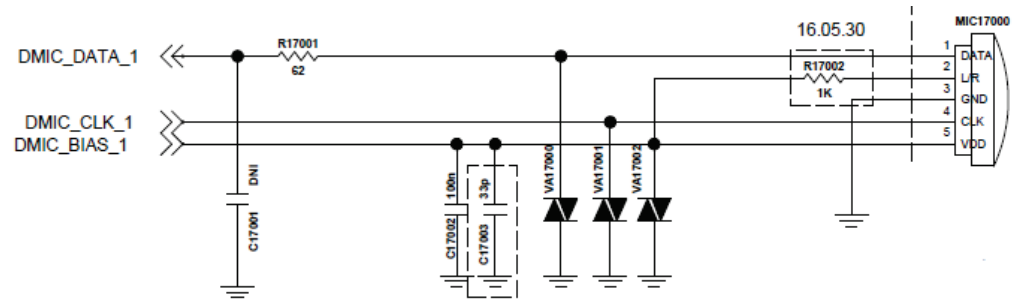 16.05.30
MIC17000
DMIC_DATA_1
R17001
62
1
DATA
R17002
1K
2
L/R
3
GND
DMIC_CLK_1
4
CLK
DMIC_BIAS_1
5
VDD
DNI
C17001
100n
C17002
33p
C17003
VA17000
VA17001
VA17002